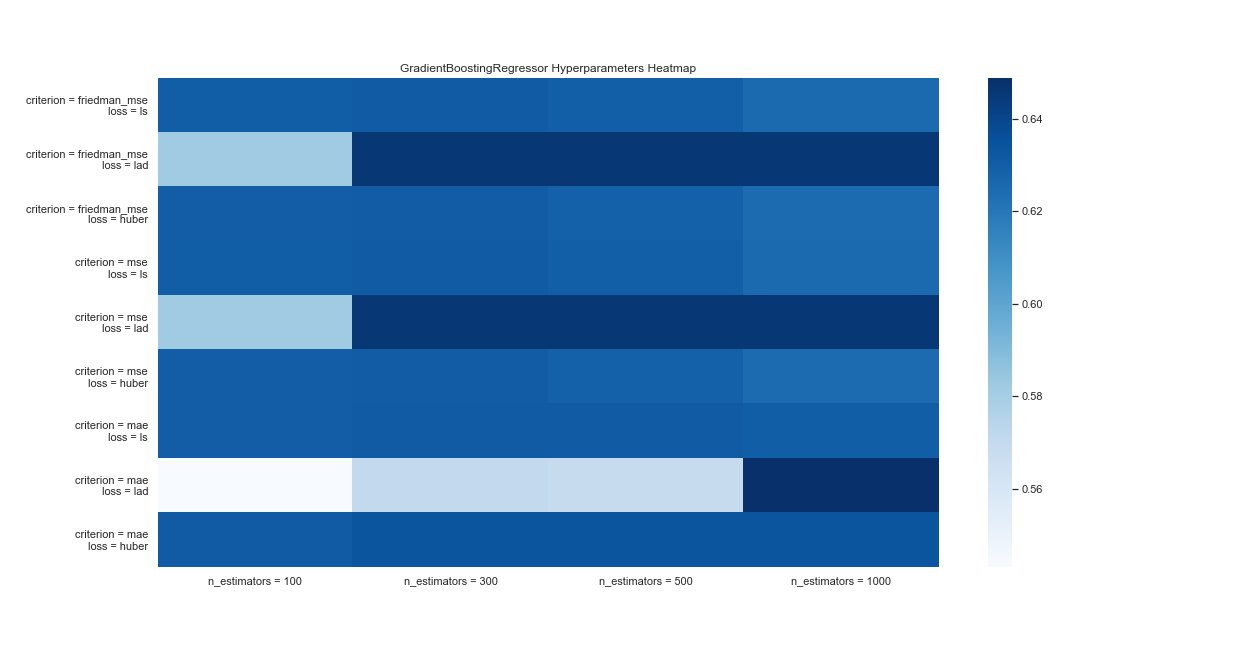 GradientBoostingRegressor Hyperparameters Heatmap
criterion = friedman_mse
loss = ls
criterion = friedman_mse
loss = lad
criterion = friedman_mse
loss = huber
criterion = mse
loss = ls
criterion = mse
loss = lad
criterion = mse
loss = huber
criterion = mae
loss = ls
criterion = mae
loss = lad
criterion = mae
loss = huber
n_estimators = 100
n_estimators = 300
n_estimators = 500
n_estimators = 1000
0.64
0.62
0.60
0.58
0.56